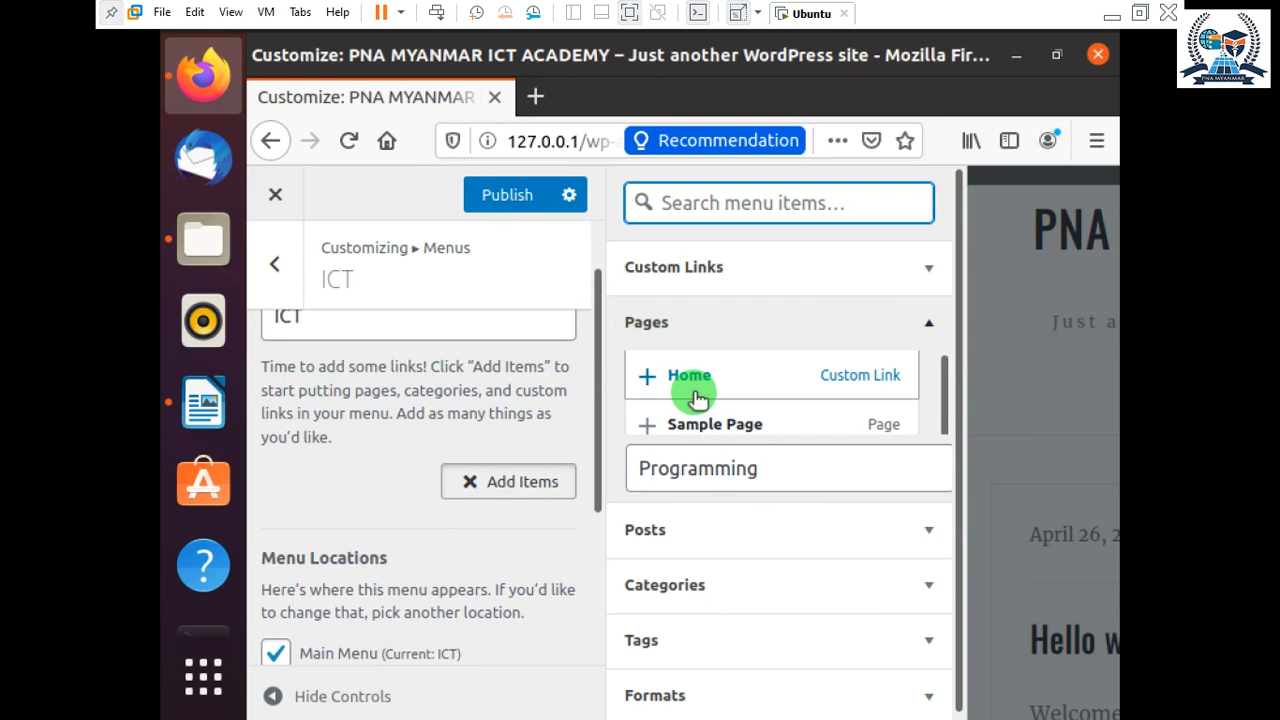 File Edit View VM Tabs Help
Ubuntu
PNA MYANMAR
Customize: PNA MYANMAR ICT ACADEMY – Just another WordPress site - Mozilla Fir...
Customize: PNA MYANMAR
127.0.0.1/wp-
Recommendation
Publish
Search menu items...
Customizing ▸ Menus
ICT
ICT
Time to add some links! Click “Add Items” to
start putting pages, categories, and custom
links in your menu. Add as many things as
you’d like.
Add Items
Menu Locations
Here’s where this menu appears. If you’d like
to change that, pick another location.
Main Menu (Current: ICT)
Hide Controls
Custom Links
Pages
Home Custom Link
Sample Page Page
Programming
Posts
Categories
Tags
Formats
PNA
Just a
April 26, 2
Hello w
Welcome